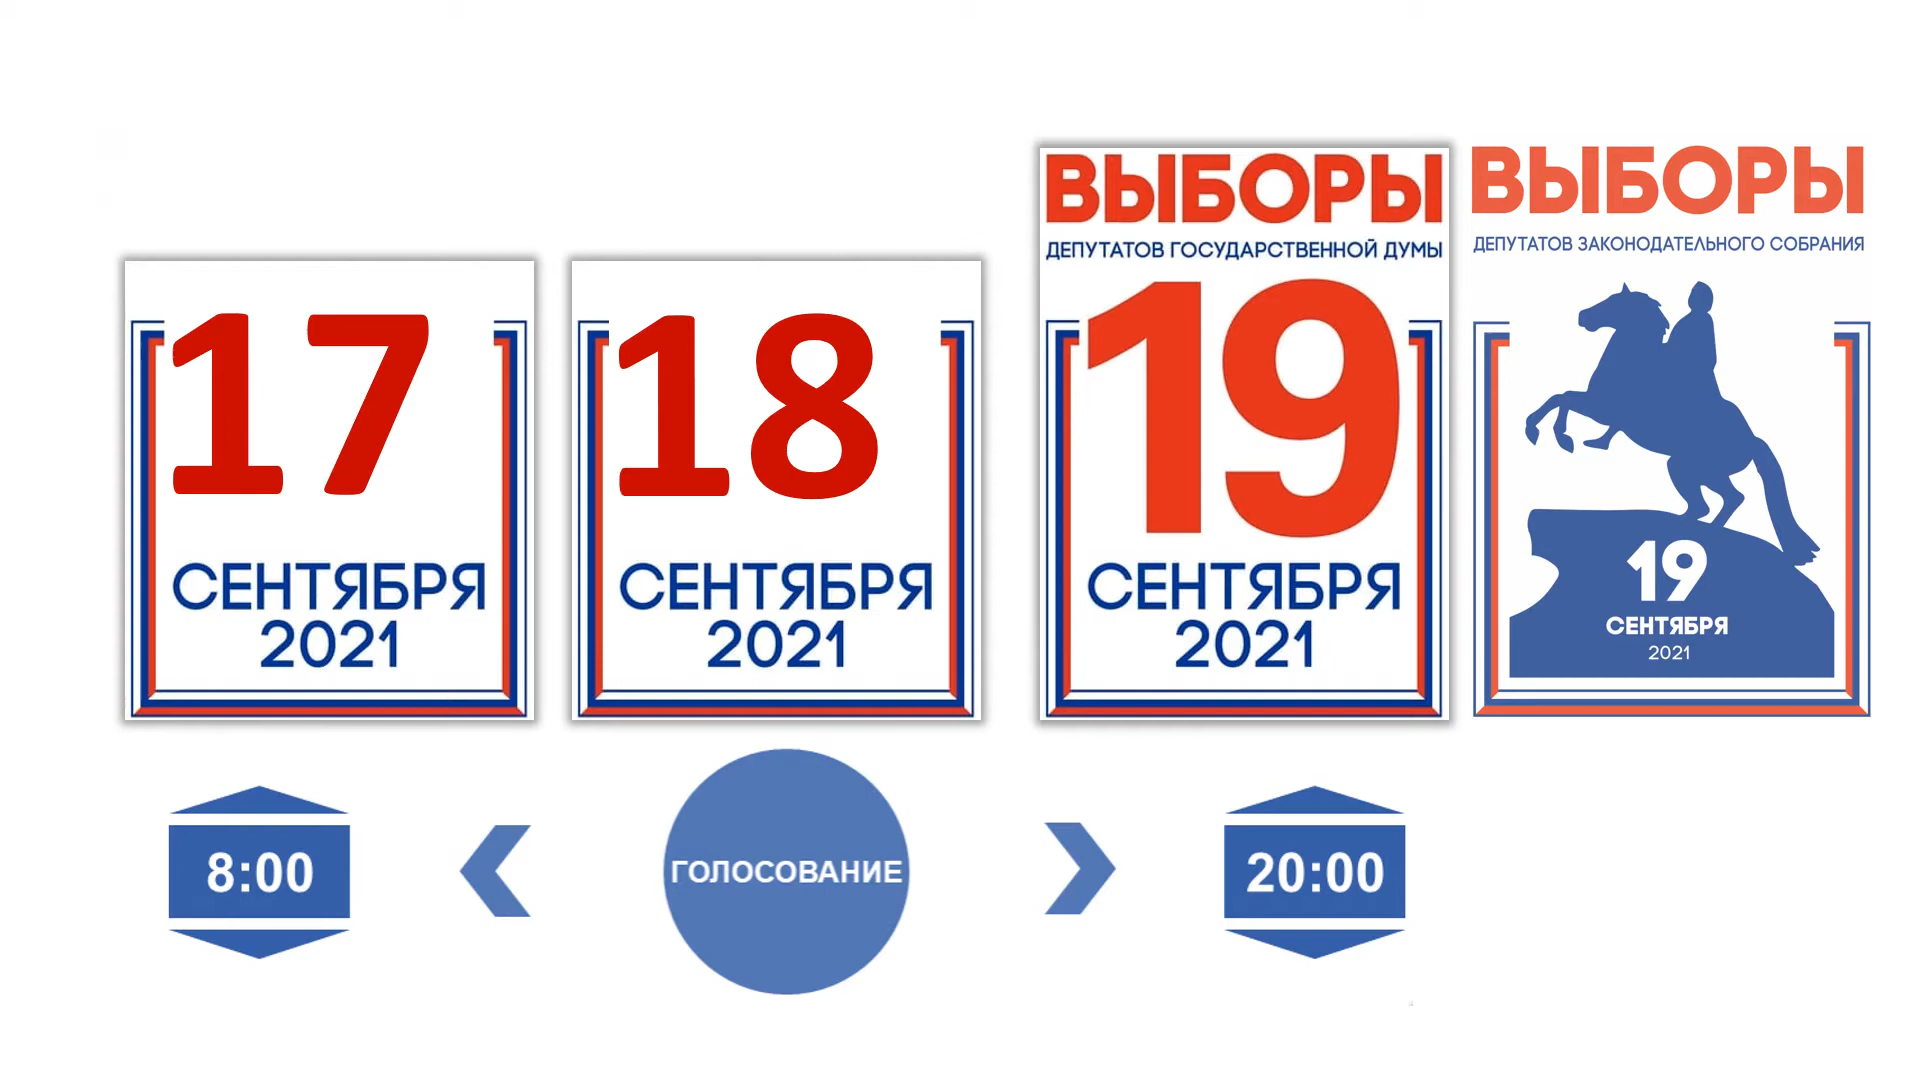 17
СЕНТЯБРЯ
2021
18
СЕНТЯБРЯ
2021
ВЫБОРЫ
ДЕПУТАТОВ ГОСУДАРСТВЕННОЙ ДУМЫ
19
СЕНТЯБРЯ
2021
ВЫБОРЫ
ДЕПУТАТОВ ЗАКОНОДАТЕЛЬНОГО СОБРАНИЯ
19
СЕНТЯБРЯ
2021
8:00
ГОЛОСОВАНИЕ
20:00